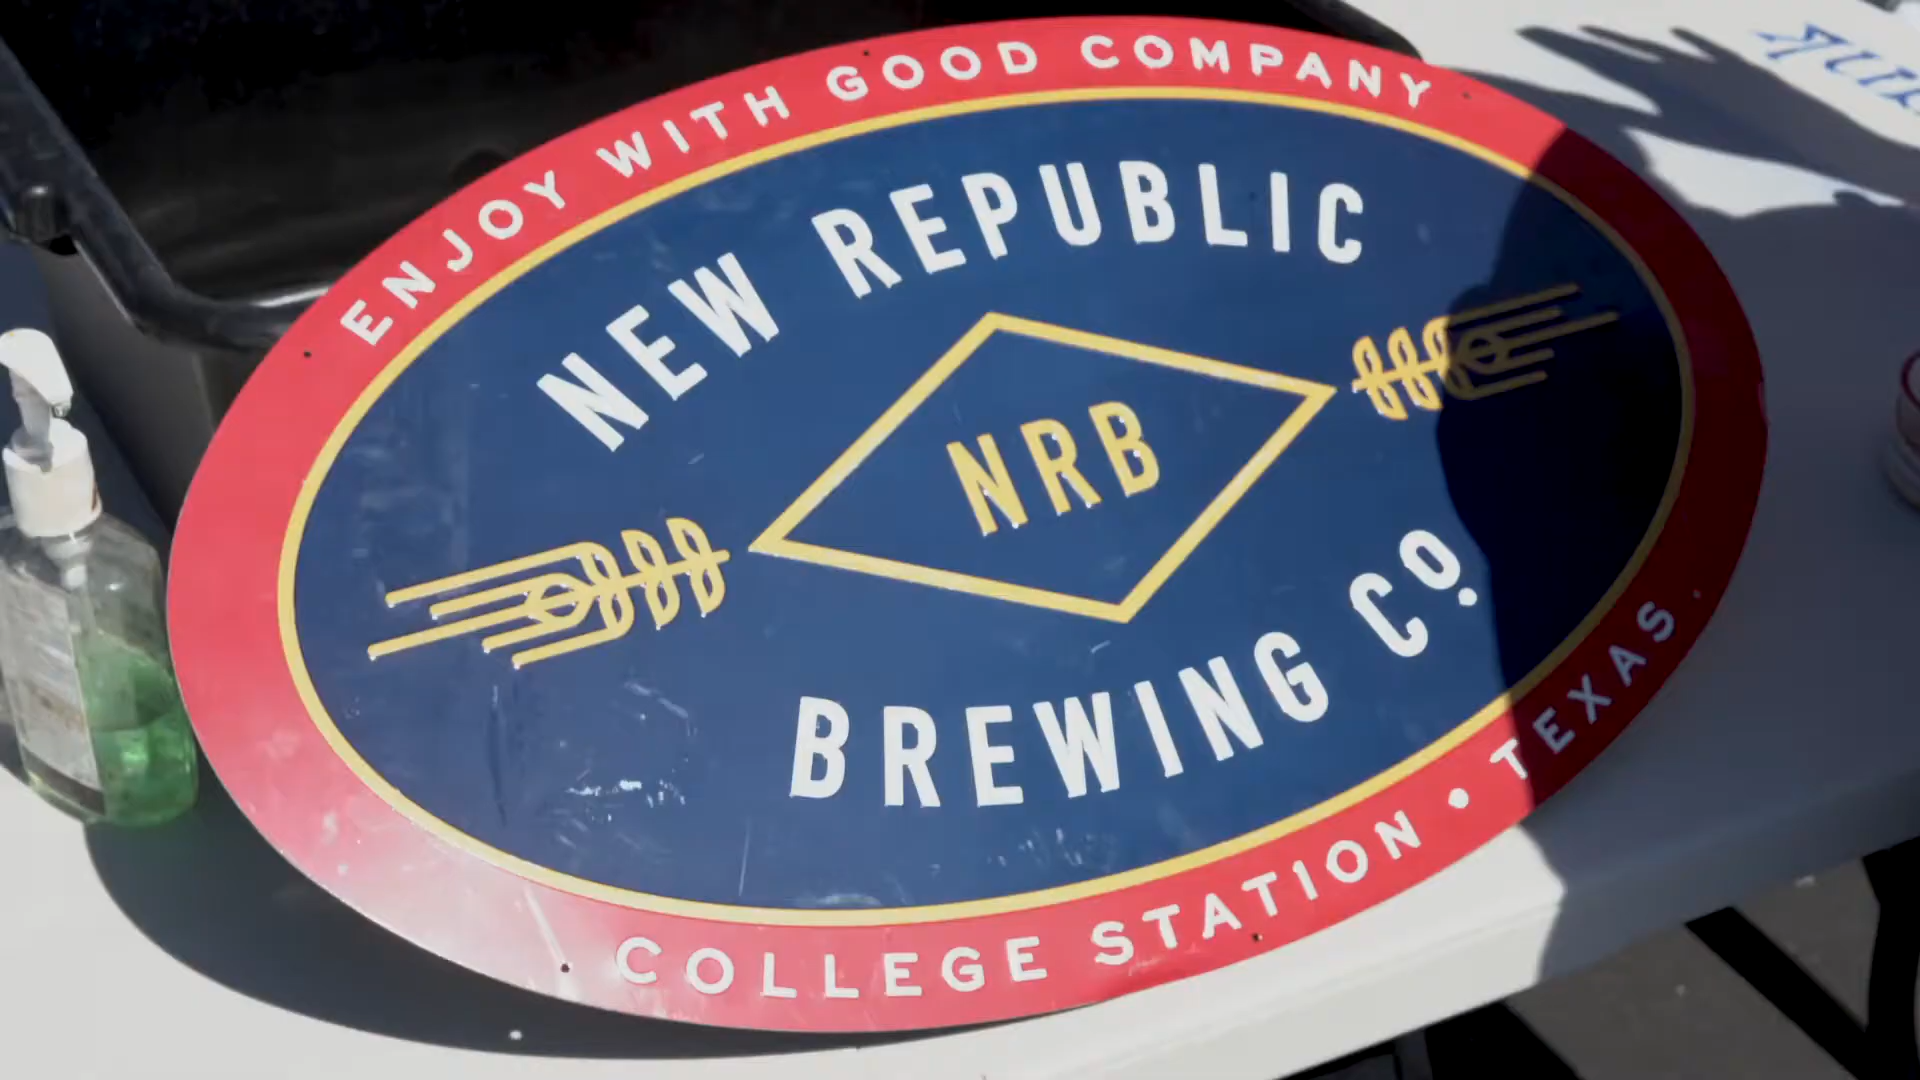 ENJOY WITH GOOD COMPANY
NEW REPUBLIC
NRB
BREWING Co.
COLLEGE STATION • TEXAS